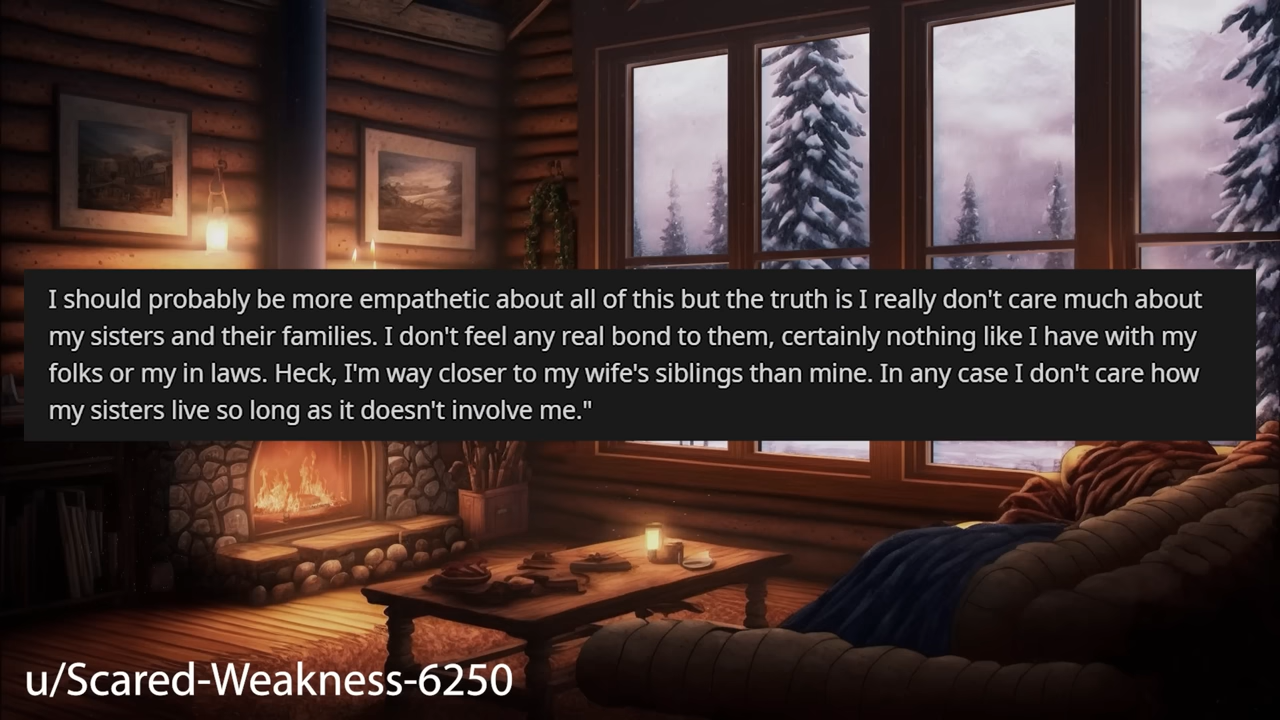 I should probably be more empathetic about all of this but the truth is I really don't care much about
my sisters and their families. I don't feel any real bond to them, certainly nothing like I have with my
folks or my in laws. Heck, I'm way closer to my wife's siblings than mine. In any case I don't care how
my sisters live so long as it doesn't involve me."
u/Scared-Weakness-6250